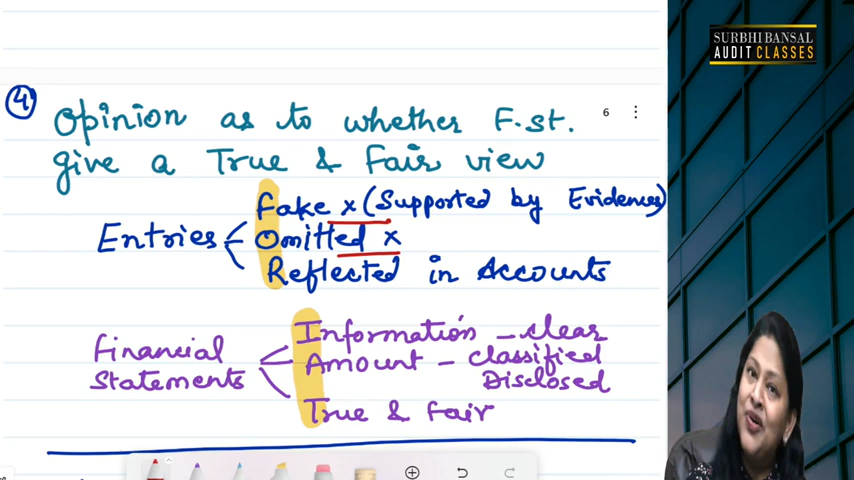 SURBHI BANSAL
AUDIT CLASSES
6
④ Opinion as to whether F.st.
give a True & Fair view
Fake x (Supported by Evidences)
Entries Omitted x
Reflected in Accounts
Information - clear
Financial Amount - classified
Statements Disclosed
True & Fair